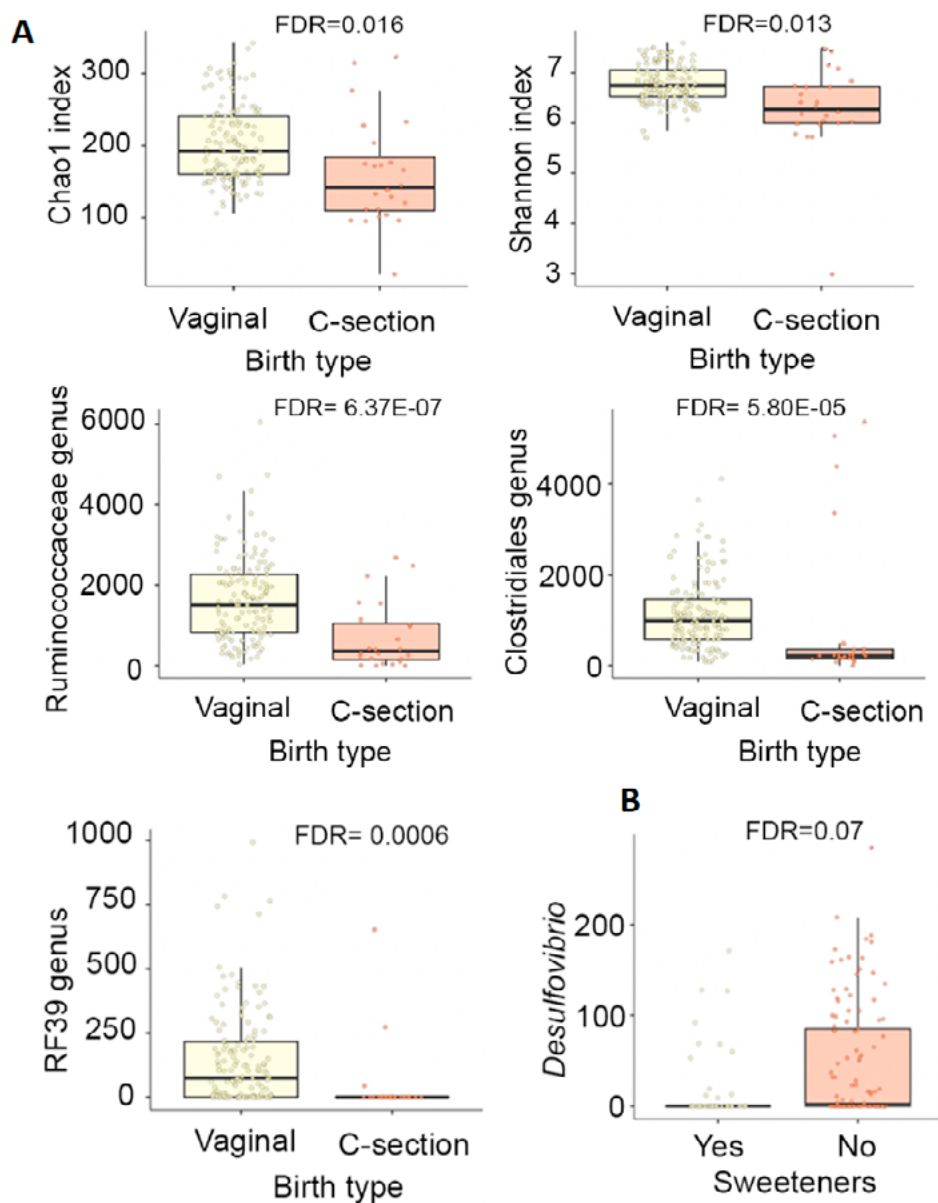 A
FDR=0.016
Chao1 index
300
200
100
Vaginal C-section
Birth type
FDR=0.013
Shannon index
7
6
5
4
3
Vaginal C-section
Birth type
FDR= 6.37E-07
Ruminococcaceae genus
6000
4000
2000
0
Vaginal C-section
Birth type
FDR= 5.80E-05
Clostridiales genus
4000
2000
0
Vaginal C-section
Birth type
FDR= 0.0006
RF39 genus
1000
750
500
250
0
Vaginal C-section
Birth type
B
FDR=0.07
Desulfovibrio
200
100
0
Yes No
Sweeteners